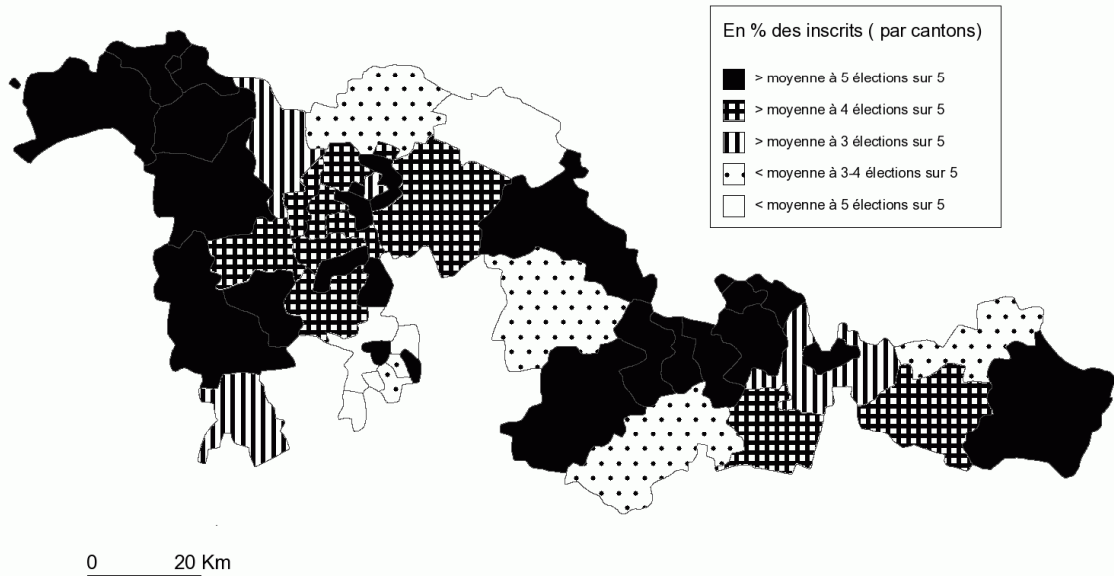 En % des inscrits ( par cantons)
> moyenne à 5 élections sur 5
> moyenne à 4 élections sur 5
> moyenne à 3 élections sur 5
< moyenne à 3-4 élections sur 5
< moyenne à 5 élections sur 5
0 20 Km